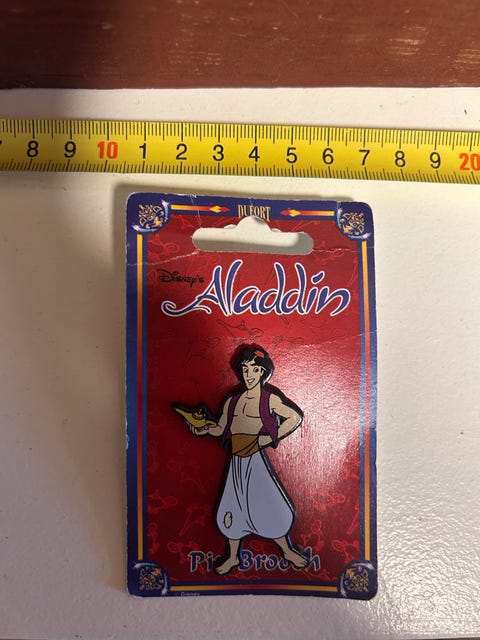 8 9 10 1 2 3 4 5 6 7 8 9 20
DUFORT
DISNEY'S
Aladdin
Pin Brooch
© Disney